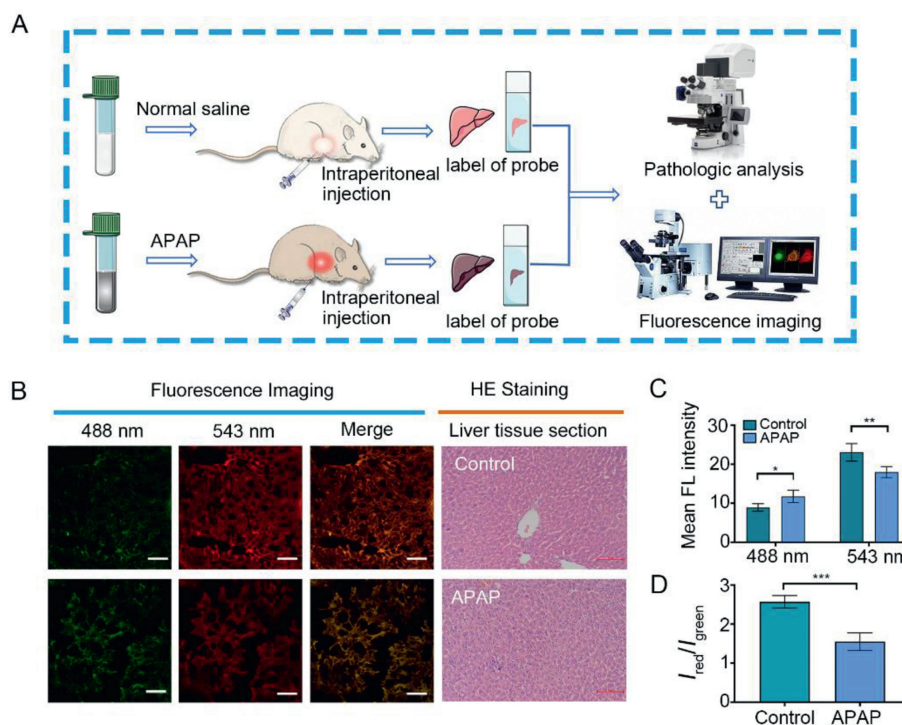 A
Normal saline
Intraperitoneal
injection
label of probe
APAP
Intraperitoneal
injection
label of probe
Pathologic analysis
Fluorescence imaging
B
Fluorescence Imaging
HE Staining
488 nm
543 nm
Merge
Liver tissue section
Control
APAP
C
Mean FL intensity
30
20
10
0
Control
APAP
*
**
488 nm
543 nm
D
Ired/Igreen
3
2
1
0
***
Control
APAP